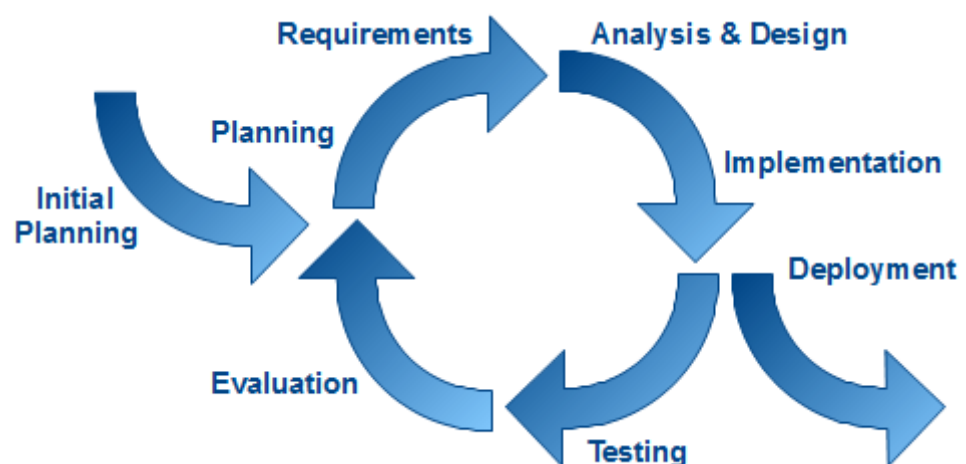 Requirements
Analysis & Design
Planning
Implementation
Initial
Planning
Deployment
Evaluation
Testing